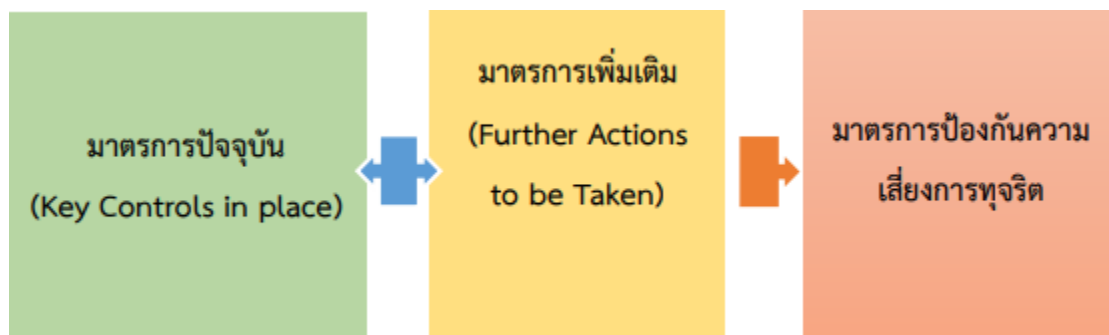 มาตรการปัจจุบัน
(Key Controls in place)
มาตรการเพิ่มเติม
(Further Actions
to be Taken)
มาตรการป้องกันความ
เสี่ยงการทุจริต